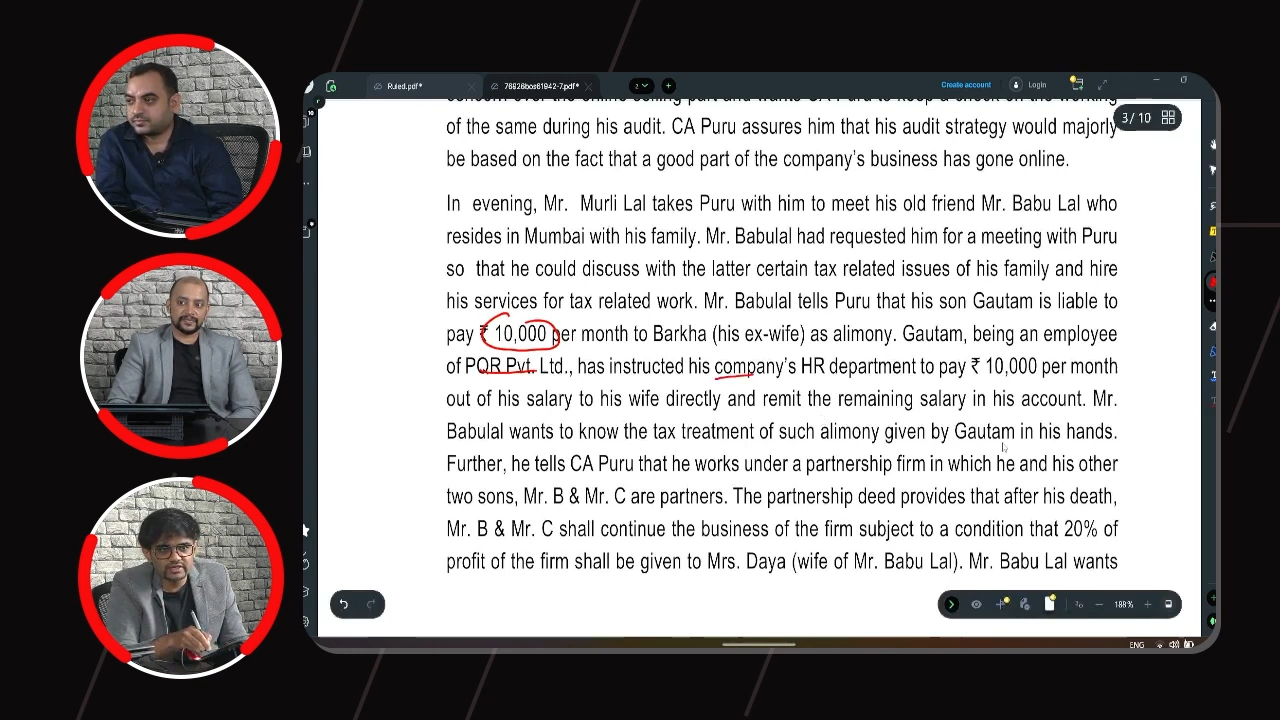 Ruled.pdf*
76926bos61942-7.pdf*
2
Create account
Login
3/10
of the same during his audit. CA Puru assures him that his audit strategy would majorly
be based on the fact that a good part of the company's business has gone online.
In evening, Mr. Murli Lal takes Puru with him to meet his old friend Mr. Babu Lal who
resides in Mumbai with his family. Mr. Babulal had requested him for a meeting with Puru
so that he could discuss with the latter certain tax related issues of his family and hire
his services for tax related work. Mr. Babulal tells Puru that his son Gautam is liable to
pay ₹ 10,000 per month to Barkha (his ex-wife) as alimony. Gautam, being an employee
of PQR Pvt. Ltd., has instructed his company's HR department to pay ₹ 10,000 per month
out of his salary to his wife directly and remit the remaining salary in his account. Mr.
Babulal wants to know the tax treatment of such alimony given by Gautam in his hands.
Further, he tells CA Puru that he works under a partnership firm in which he and his other
two sons, Mr. B & Mr. C are partners. The partnership deed provides that after his death,
Mr. B & Mr. C shall continue the business of the firm subject to a condition that 20% of
profit of the firm shall be given to Mrs. Daya (wife of Mr. Babu Lal). Mr. Babu Lal wants
188%
ENG